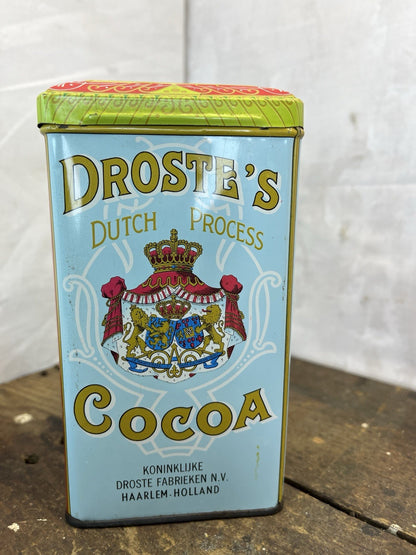 DROSTE'S
DUTCH PROCESS
COCOA
KONINKLIJKE
DROSTE FABRIEKEN N.V.
HAARLEM-HOLLAND